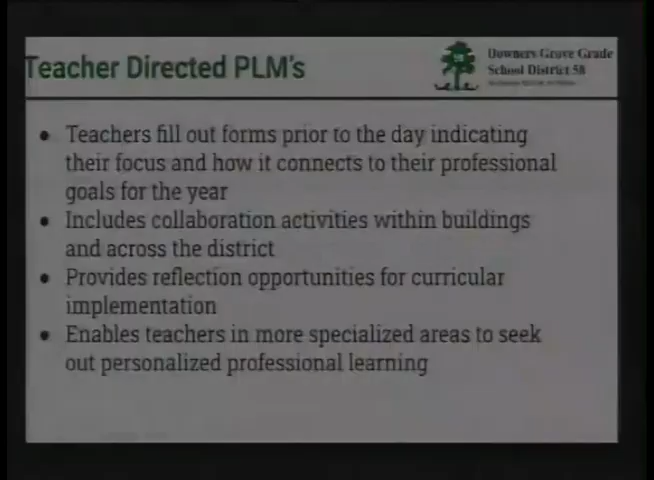 Teacher Directed PLM's
Downers Grove Grade
School District 58
• Teachers fill out forms prior to the day indicating
their focus and how it connects to their professional
goals for the year
• Includes collaboration activities within buildings
and across the district
• Provides reflection opportunities for curricular
implementation
• Enables teachers in more specialized areas to seek
out personalized professional learning